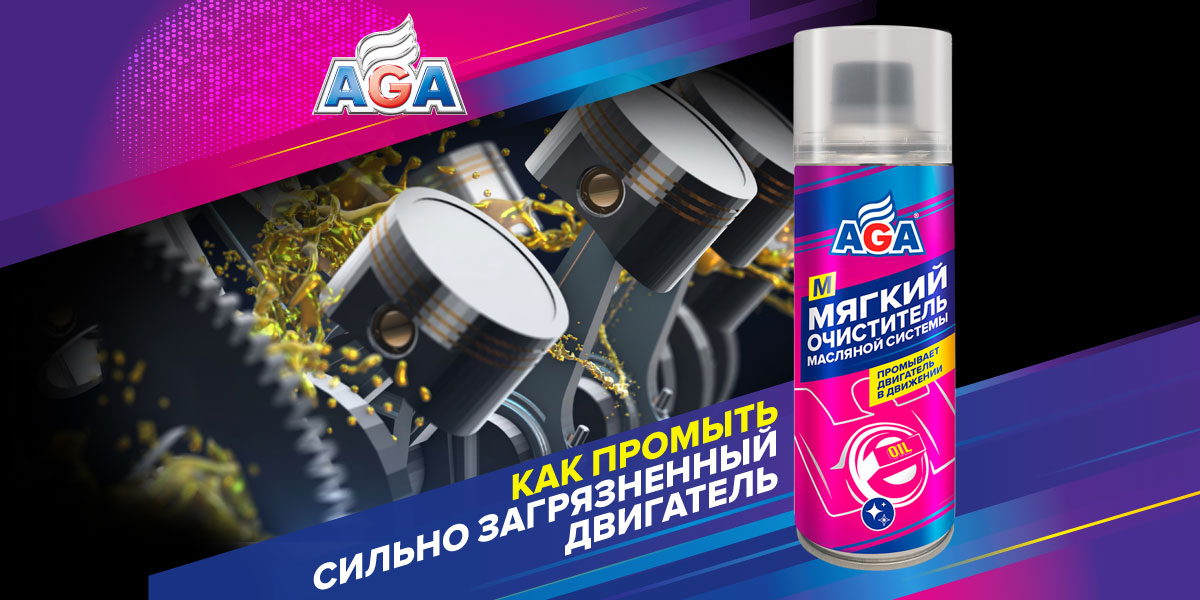 AGA
КАК ПРОМЫТЬ
СИЛЬНО ЗАГРЯЗНЕННЫЙ
ДВИГАТЕЛЬ
AGA®
М
МЯГКИЙ
ОЧИСТИТЕЛЬ
МАСЛЯНОЙ СИСТЕМЫ
ПРОМЫВАЕТ
ДВИГАТЕЛЬ
В ДВИЖЕНИИ
OIL